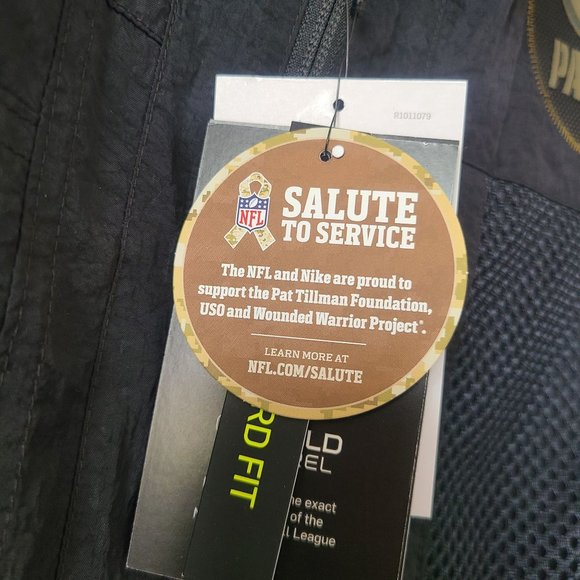 R1011079
NFL
SALUTE
TO SERVICE
The NFL and Nike are proud to
support the Pat Tillman Foundation,
USO and Wounded Warrior Project®.
LEARN MORE AT
NFL.COM/SALUTE
RD FIT
LD
EL
he exact
of the
l League